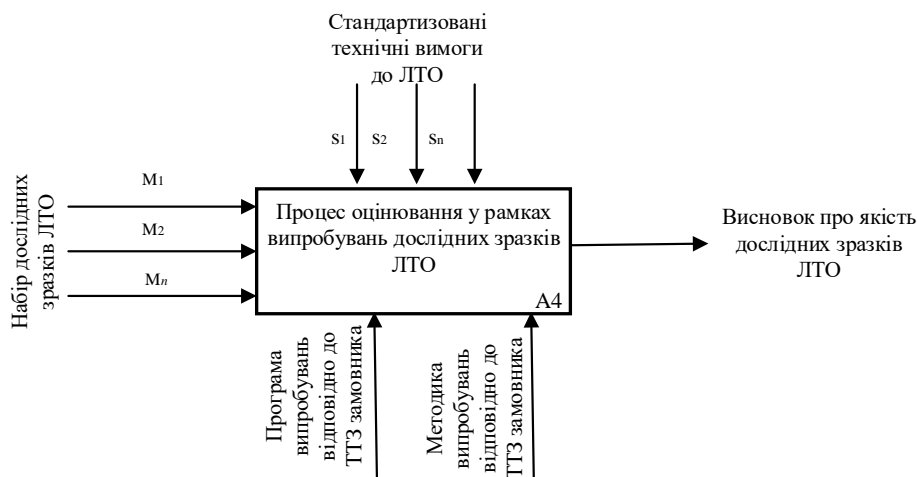 Стандартизовані
технічні вимоги
до ЛТО
S1
S2
Sn
Набір дослідних
зразків ЛТО
M1
M2
Mn
Процес оцінювання у рамках
випробувань дослідних зразків
ЛТО
A4
Висновок про якість
дослідних зразків
ЛТО
Програма
випробувань
відповідно до
ТТЗ замовника
Методика
випробувань
відповідно до
ТТЗ замовника